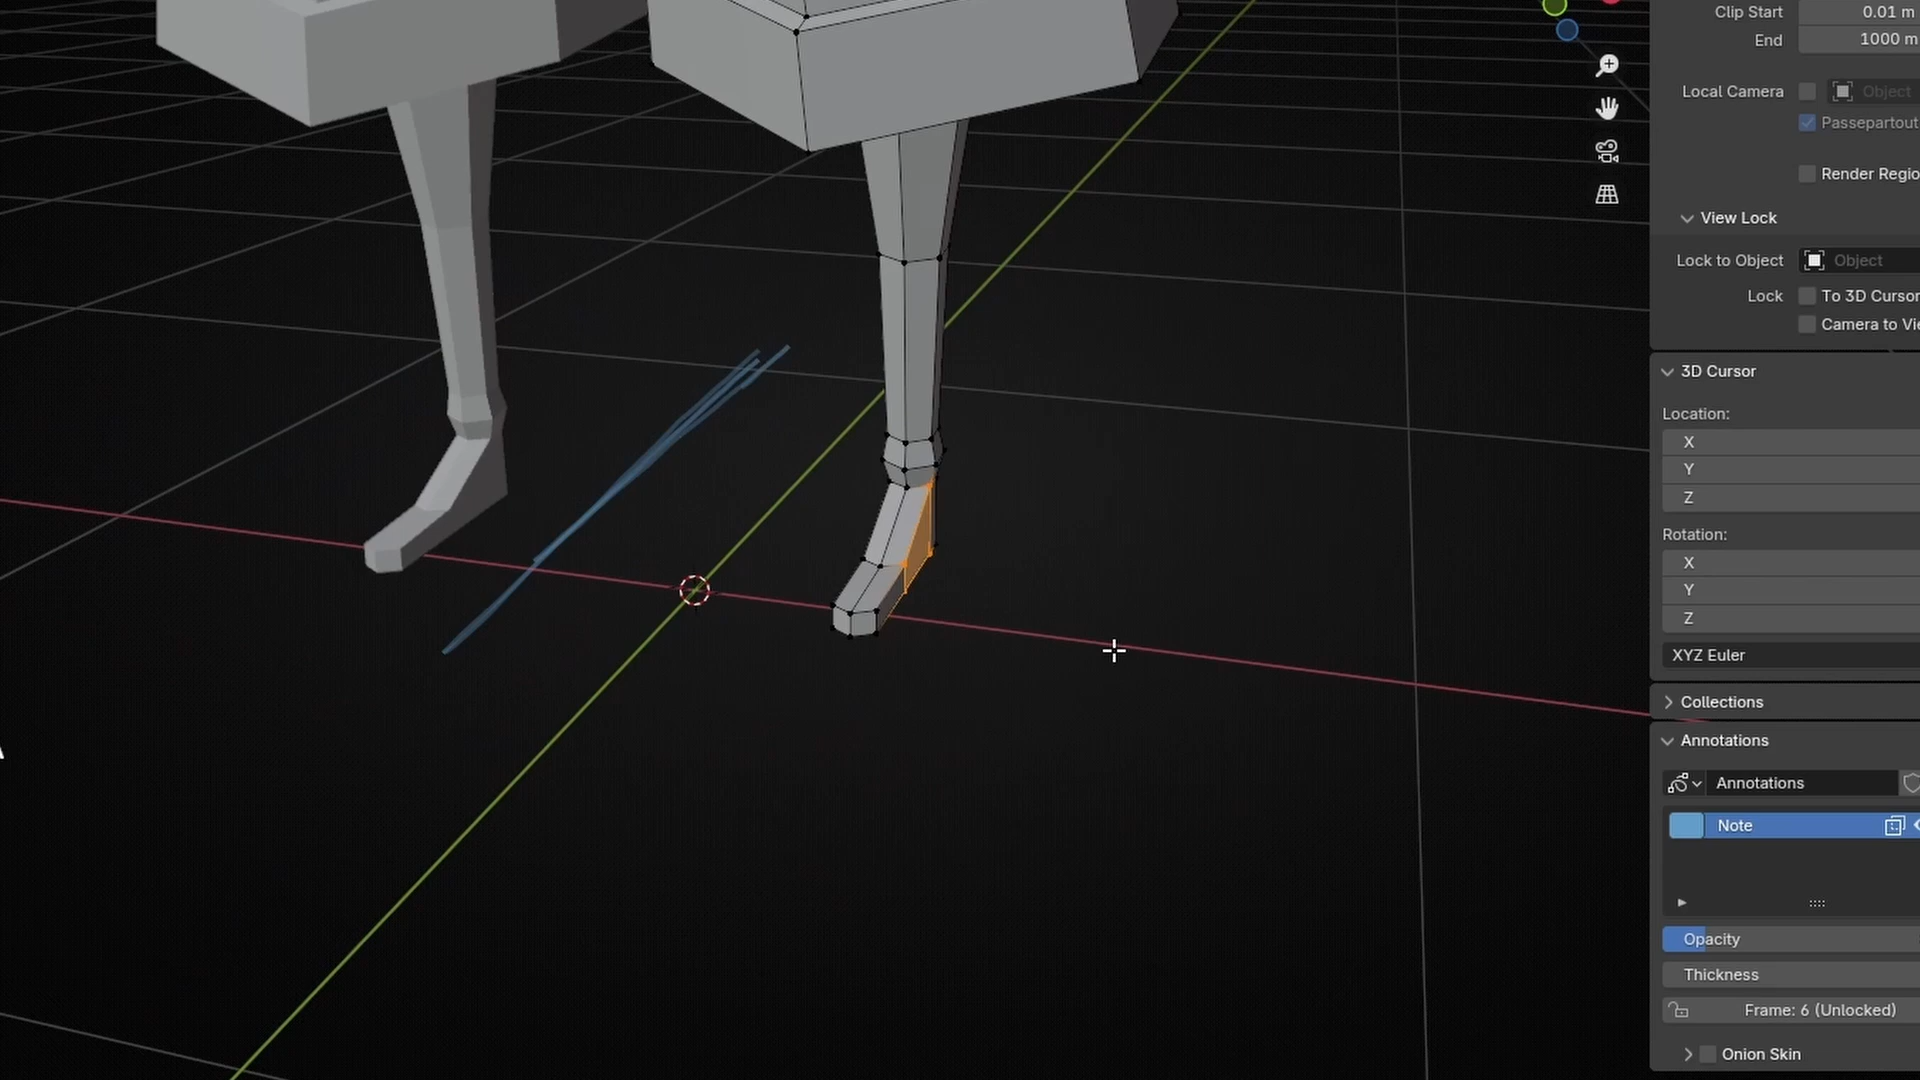 Clip Start 0.01 m
End 1000 m
Local Camera Object
Passepartout
Render Regio
View Lock
Lock to Object Object
Lock To 3D Cursor
Camera to Vie
3D Cursor
Location:
X
Y
Z
Rotation:
X
Y
Z
XYZ Euler
Collections
Annotations
Annotations
Note
Opacity
Thickness
Frame: 6 (Unlocked)
Onion Skin